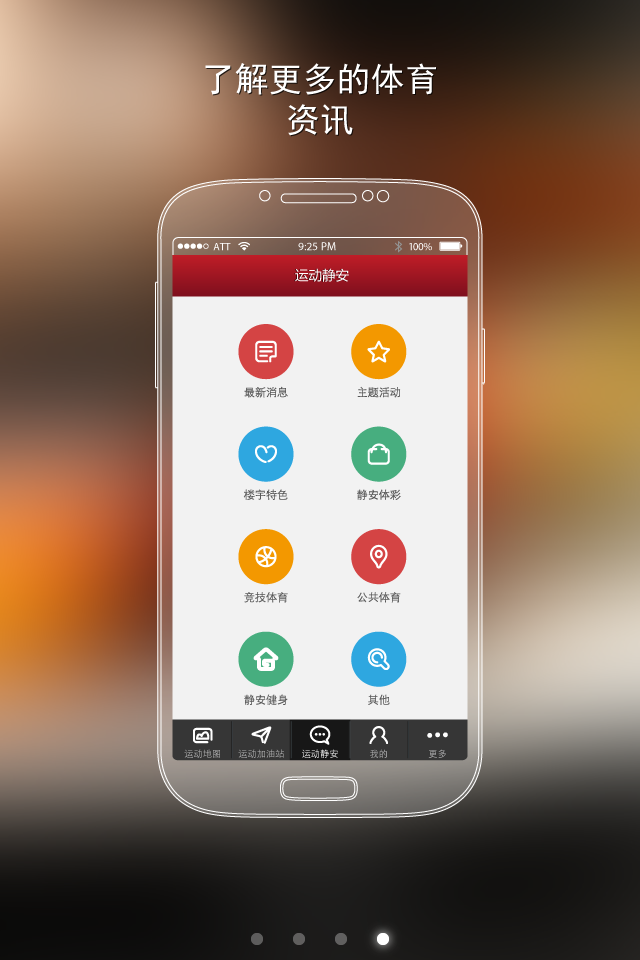 了解更多的体育
资讯
ATT 9:25 PM 100%
运动静安
最新消息 主题活动
楼宇特色 静安体彩
竞技体育 公共体育
静安健身 其他
运动地图 运动加油站 运动静安 我的 更多